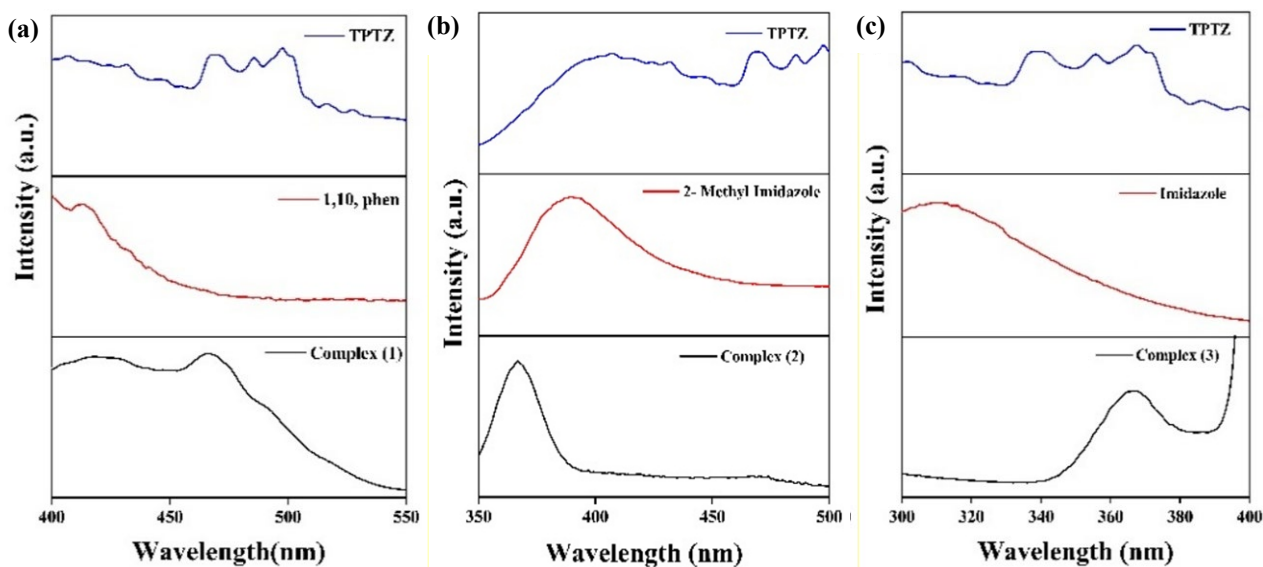 (a)
TPTZ
1,10, phen
Complex (1)
Intensity (a.u.)
400 450 500 550
Wavelength(nm)
(b)
TPTZ
2- Methyl Imidazole
Complex (2)
Intensity (a.u.)
350 400 450 500
Wavelength (nm)
(c)
TPTZ
Imidazole
Complex (3)
Intensity (a.u.)
300 320 340 360 380 400
Wavelength (nm)